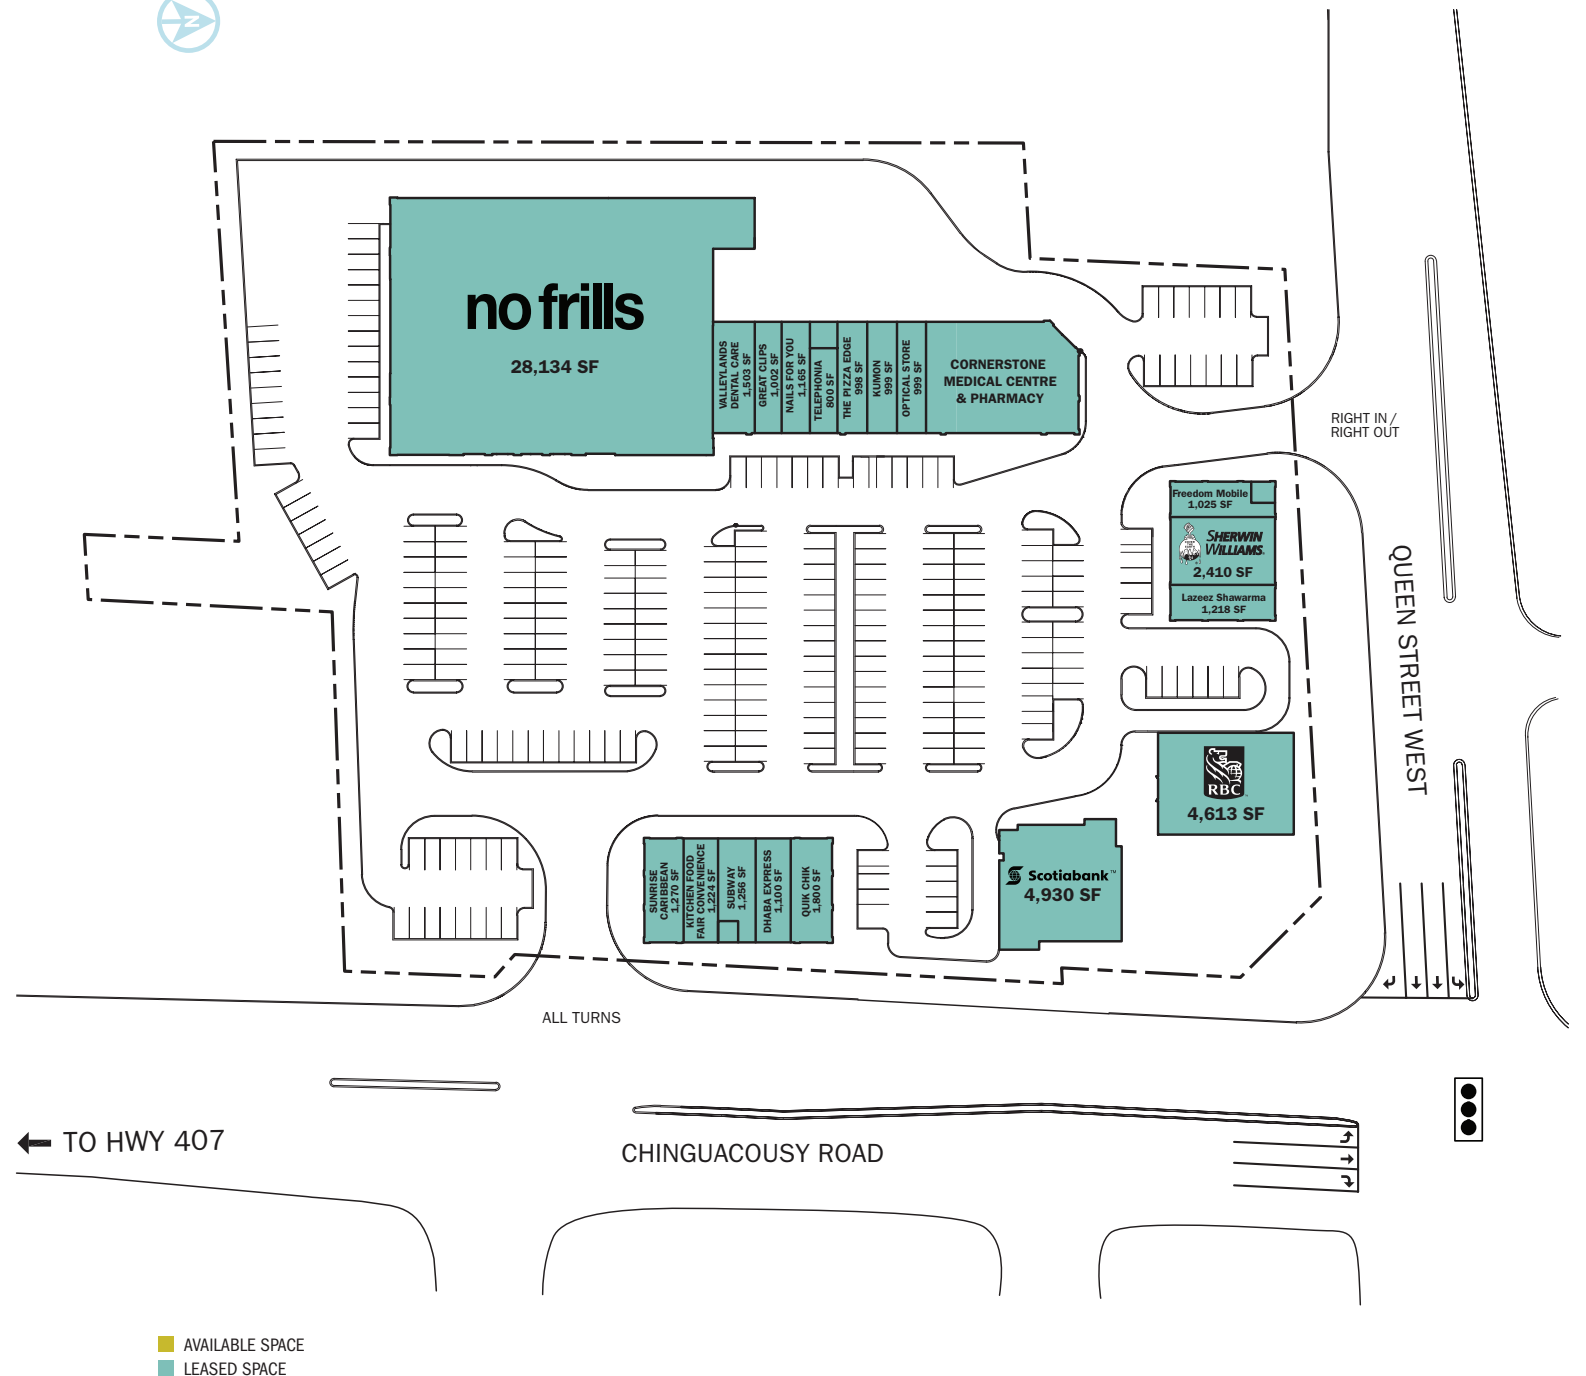 N
no frills
28,134 SF
VALLEYLANDS
DENTAL CARE
1,503 SF
GREAT CLIPS
1,002 SF
NAILS FOR YOU
1,165 SF
TELEPHONIA
800 SF
THE PIZZA EDGE
998 SF
KUMON
999 SF
OPTICAL STORE
999 SF
CORNERSTONE
MEDICAL CENTRE
& PHARMACY
RIGHT IN /
RIGHT OUT
Freedom Mobile
1,025 SF
SHERWIN
WILLIAMS.
2,410 SF
Lazeez Shawarma
1,218 SF
QUEEN STREET WEST
RBC
4,613 SF
Scotiabank™
4,930 SF
SUNRISE
CARIBBEAN
1,270 SF
KITCHEN FOOD
FAIR CONVENIENCE
1,224 SF
SUBWAY
1,256 SF
DHABA EXPRESS
1,100 SF
QUIK CHIK
1,800 SF
ALL TURNS
TO HWY 407
CHINGUACOUSY ROAD
AVAILABLE SPACE
LEASED SPACE